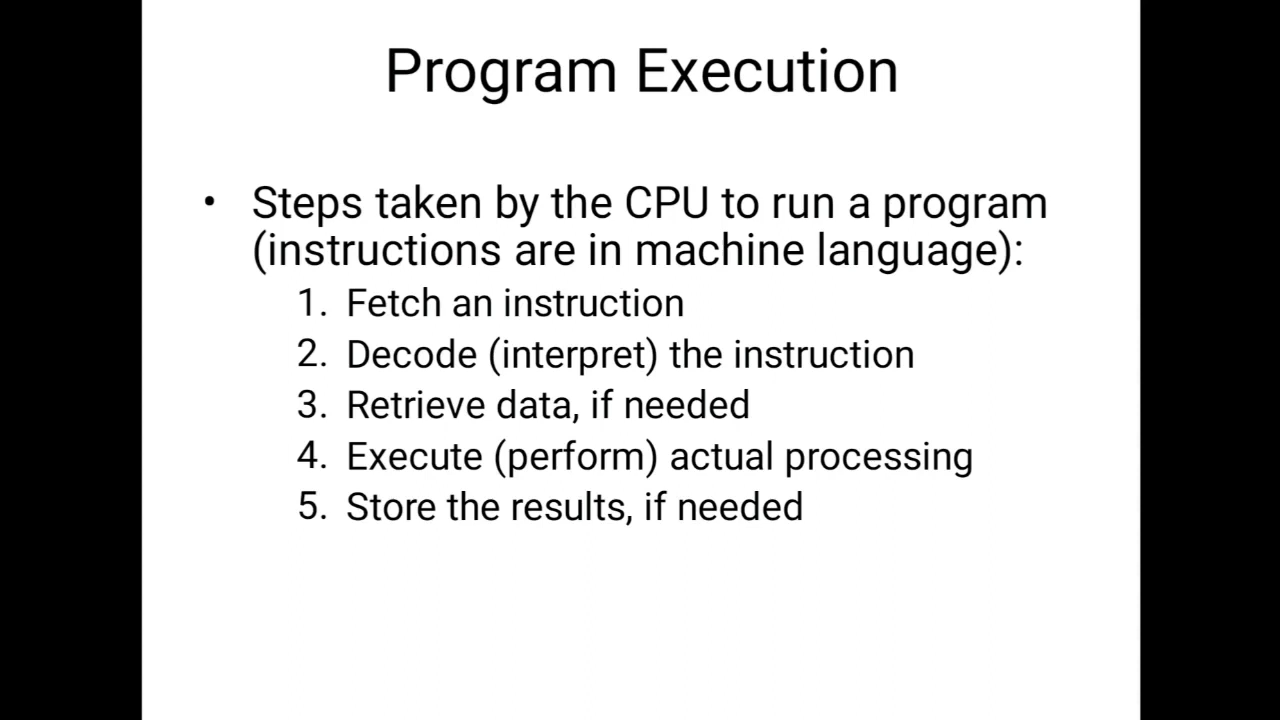 Program Execution
• Steps taken by the CPU to run a program
(instructions are in machine language):
1. Fetch an instruction
2. Decode (interpret) the instruction
3. Retrieve data, if needed
4. Execute (perform) actual processing
5. Store the results, if needed